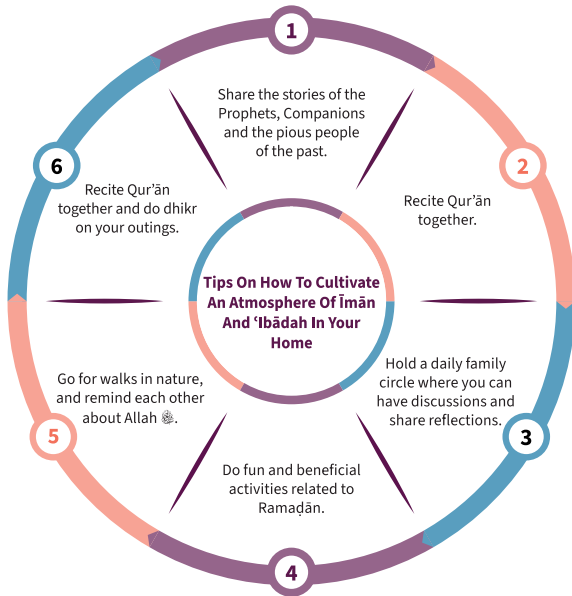 1
Share the stories of the
Prophets, Companions
and the pious people
of the past.
2
Recite Qur’ān
together.
3
Hold a daily family
circle where you can
have discussions and
share reflections.
4
Do fun and beneficial
activities related to
Ramaḍān.
5
Go for walks in nature,
and remind each other
about Allah ﷻ.
6
Recite Qur’ān
together and do dhikr
on your outings.
Tips On How To Cultivate
An Atmosphere Of Īmān
And ‘Ibādah In Your
Home